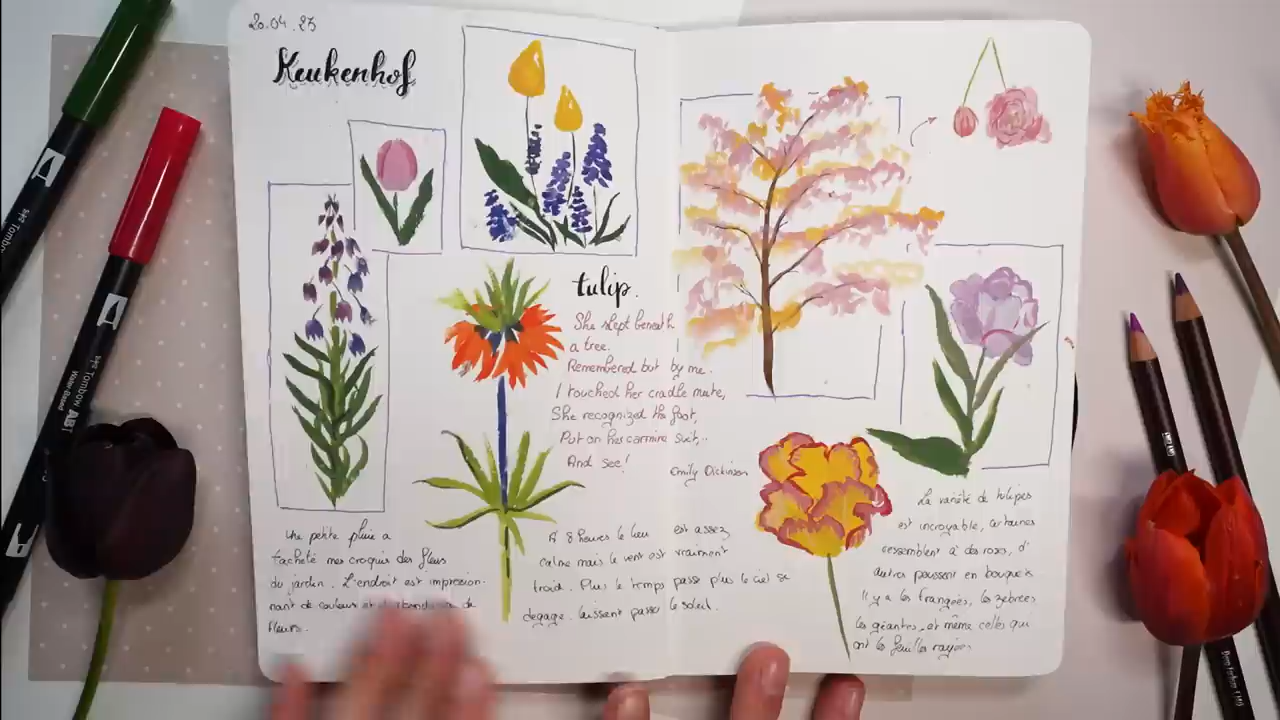 20.04.23
Keukenhof
tulip.
She slept beneath
a tree.
Remembered but by me.
I touched her cradle mute,
She recognized the foot,
Put on her carmine suit,..
And see!
Emily Dickinson
Une petite pluie a
tacheté mes croquis des fleurs
du jardin. L'endroit est impression-
nant de couleurs et de
fleurs.
A 8 heures le lieu est assez
calme mais le vent est vraiment
froid. Plus le temps passe plus le ciel se
degage, laissant passer le soleil.
La variété de tulipes
est incroyable, certaines
ressemblent à des roses, d'
autres poussent en bouquets
Il y a les frangées, les zébrées
les géantes, et même celles qui
ont les feuilles rayées
Tombow
Tombow ABT
Water-Based